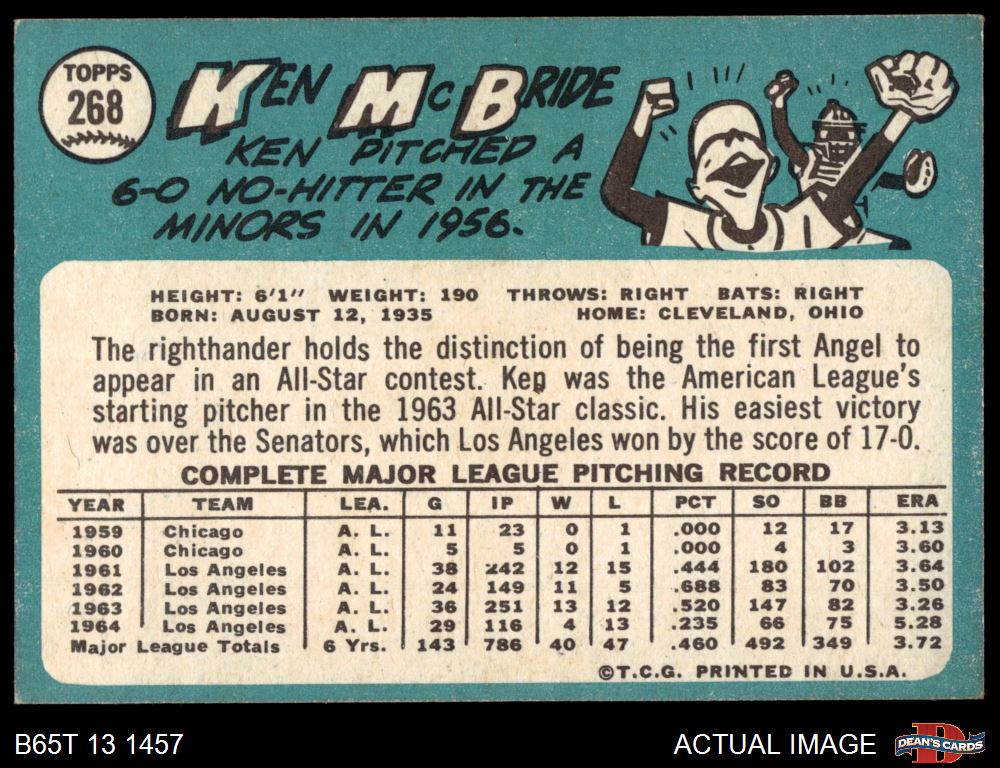 TOPPS
268
KEN McBRIDE
KEN PITCHED A
6-0 NO-HITTER IN THE
MINORS IN 1956.
HEIGHT: 6'1" WEIGHT: 190 THROWS: RIGHT BATS: RIGHT
BORN: AUGUST 12, 1935 HOME: CLEVELAND, OHIO
The righthander holds the distinction of being the first Angel to
appear in an All-Star contest. Ken was the American League's
starting pitcher in the 1963 All-Star classic. His easiest victory
was over the Senators, which Los Angeles won by the score of 17-0.
COMPLETE MAJOR LEAGUE PITCHING RECORD
YEAR TEAM LEA. G IP W L PCT SO BB ERA
1959 Chicago A. L. 11 23 0 1 .000 12 17 3.13
1960 Chicago A. L. 5 5 0 1 .000 4 3 3.60
1961 Los Angeles A. L. 38 242 12 15 .444 180 102 3.64
1962 Los Angeles A. L. 24 149 11 5 .688 83 70 3.50
1963 Los Angeles A. L. 36 251 13 12 .520 147 82 3.26
1964 Los Angeles A. L. 29 116 4 13 .235 66 75 5.28
Major League Totals 6 Yrs. 143 786 40 47 .460 492 349 3.72
©T.C.G. PRINTED IN U.S.A.
B65T 13 1457 ACTUAL IMAGE DEAN'S CARDS